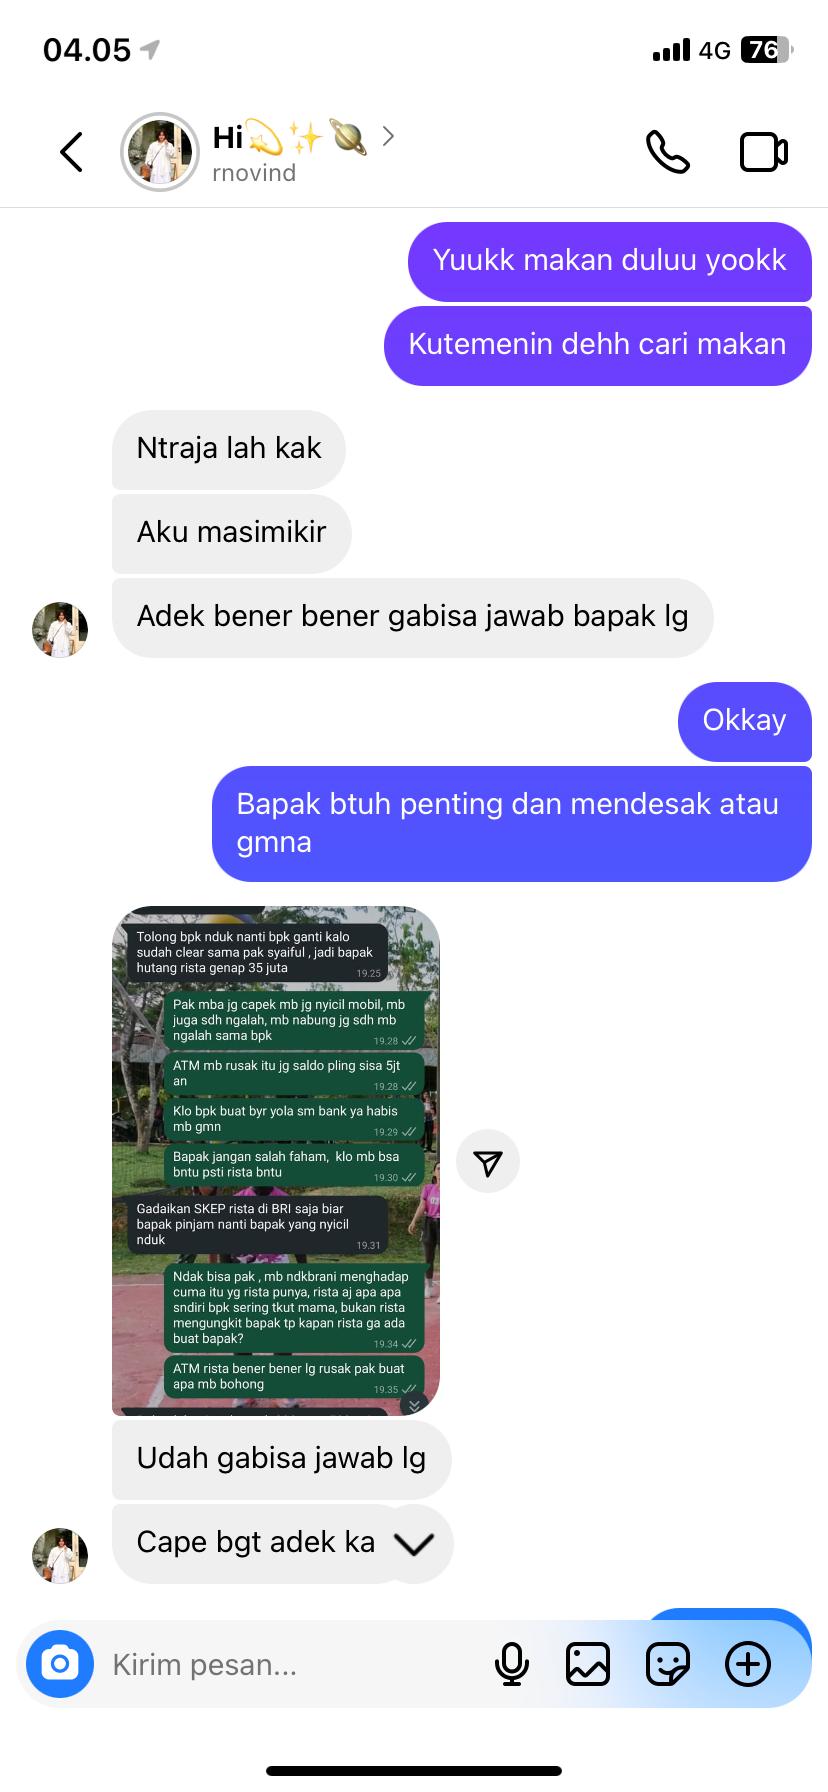 04.05
4G 76
Hi💫✨🪐
rnovind
Yuukk makan duluu yookk
Kutemenin dehh cari makan
Ntraja lah kak
Aku masimikir
Adek bener bener gabisa jawab bapak lg
Okkay
Bapak btuh penting dan mendesak atau
gmna
Tolong bpk nduk nanti bpk ganti kalo
sudah clear sama pak syaiful , jadi bapak
hutang rista genap 35 juta
19.25
Pak mba jg capek mb jg nyicil mobil, mb
juga sdh ngalah, mb nabung jg sdh mb
ngalah sama bpk
19.28
ATM mb rusak itu jg saldo pling sisa 5jt
an
19.28
Klo bpk buat byr yola sm bank ya habis
mb gmn
19.29
Bapak jangan salah faham, klo mb bsa
bntu psti rista bntu
19.30
Gadaikan SKEP rista di BRI saja biar
bapak pinjam nanti bapak yang nyicil
nduk
19.31
Ndak bisa pak , mb ndkbrani menghadap
cuma itu yg rista punya, rista aj apa apa
sndiri bpk sering tkut mama, bukan rista
mengungkit bapak tp kapan rista ga ada
buat bapak?
19.34
ATM rista bener bener lg rusak pak buat
apa mb bohong
19.35
Udah gabisa jawab lg
Cape bgt adek ka
Kirim pesan...